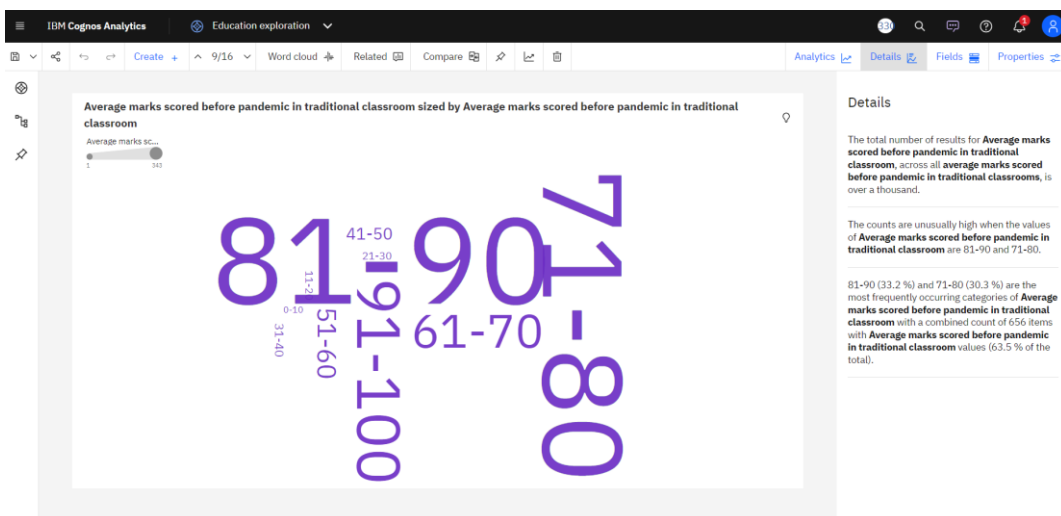 IBM Cognos Analytics
Education exploration
330
1
Create +
9/16
Word cloud
Related
Compare
Analytics
Details
Fields
Properties
Average marks scored before pandemic in traditional classroom sized by Average marks scored before pandemic in traditional
classroom
Average marks sc...
1 343
81-90
71-80
41-50
21-30
11-20
0-10
31-40
51-60
91-100
61-70
Details
The total number of results for Average marks
scored before pandemic in traditional
classroom, across all average marks scored
before pandemic in traditional classrooms, is
over a thousand.
The counts are unusually high when the values
of Average marks scored before pandemic in
traditional classroom are 81-90 and 71-80.
81-90 (33.2 %) and 71-80 (30.3 %) are the
most frequently occurring categories of Average
marks scored before pandemic in traditional
classroom with a combined count of 656 items
with Average marks scored before pandemic
in traditional classroom values (63.5 % of the
total).